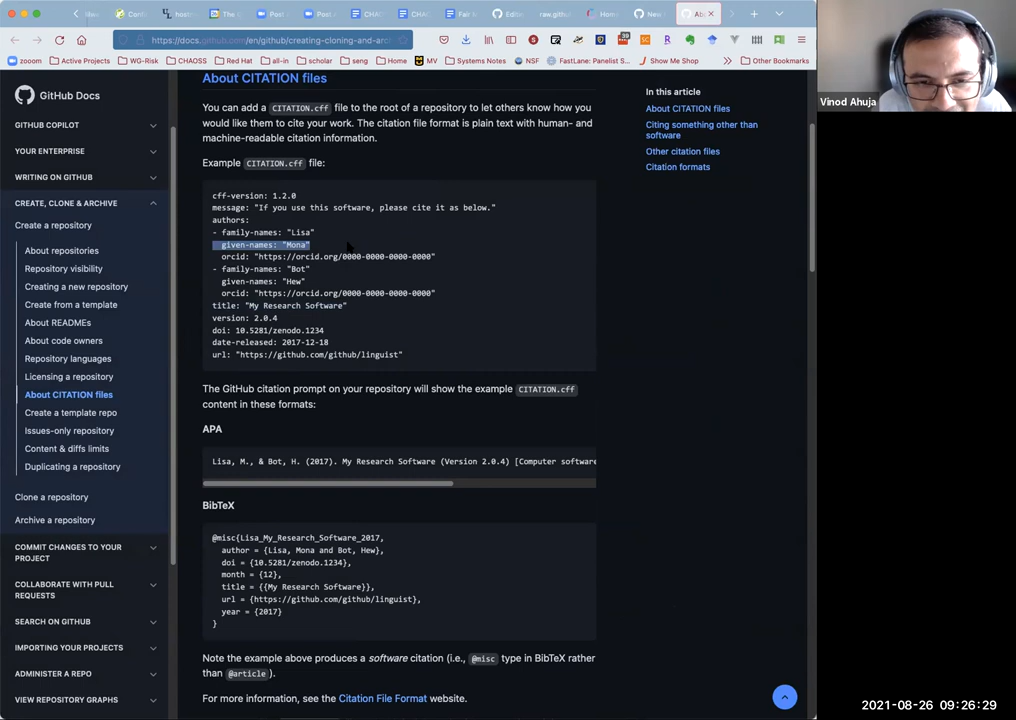 Conti
hostn
The C
Post
Post
CHAO
CHAO
Fair M
Editin
raw.githu
Home
New
Ab
https://docs.github.com/en/github/creating-cloning-and-arc
39
zooom
Active Projects
WG-Risk
CHAOSS
Red Hat
all-in
scholar
seng
Home
MV
Systems Notes
NSF
FastLane: Panelist S...
Show Me Shop
Other Bookmarks
Vinod Ahuja
GitHub Docs
GITHUB COPILOT
YOUR ENTERPRISE
WRITING ON GITHUB
CREATE, CLONE & ARCHIVE
Create a repository
About repositories
Repository visibility
Creating a new repository
Create from a template
About READMEs
About code owners
Repository languages
Licensing a repository
About CITATION files
Create a template repo
Issues-only repository
Content & diffs limits
Duplicating a repository
Clone a repository
Archive a repository
COMMIT CHANGES TO YOUR
PROJECT
COLLABORATE WITH PULL
REQUESTS
SEARCH ON GITHUB
IMPORTING YOUR PROJECTS
ADMINISTER A REPO
VIEW REPOSITORY GRAPHS
About CITATION files
You can add a CITATION.cff file to the root of a repository to let others know how you
would like them to cite your work. The citation file format is plain text with human- and
machine-readable citation information.
Example CITATION.cff file:
cff-version: 1.2.0
message: "If you use this software, please cite it as below."
authors:
- family-names: "Lisa"
given-names: "Mona"
orcid: "https://orcid.org/0000-0000-0000-0000"
- family-names: "Bot"
given-names: "Hew"
orcid: "https://orcid.org/0000-0000-0000-0000"
title: "My Research Software"
version: 2.0.4
doi: 10.5281/zenodo.1234
date-released: 2017-12-18
url: "https://github.com/github/linguist"
The GitHub citation prompt on your repository will show the example CITATION.cff
content in these formats:
APA
Lisa, M., & Bot, H. (2017). My Research Software (Version 2.0.4) [Computer software
BibTeX
@misc{Lisa_My_Research_Software_2017,
author = {Lisa, Mona and Bot, Hew},
doi = {10.5281/zenodo.1234},
month = {12},
title = {{My Research Software}},
url = {https://github.com/github/linguist},
year = {2017}
}
Note the example above produces a software citation (i.e., @misc type in BibTeX rather
than @article ).
For more information, see the Citation File Format website.
In this article
About CITATION files
Citing something other than
software
Other citation files
Citation formats
2021-08-26 09:26:29